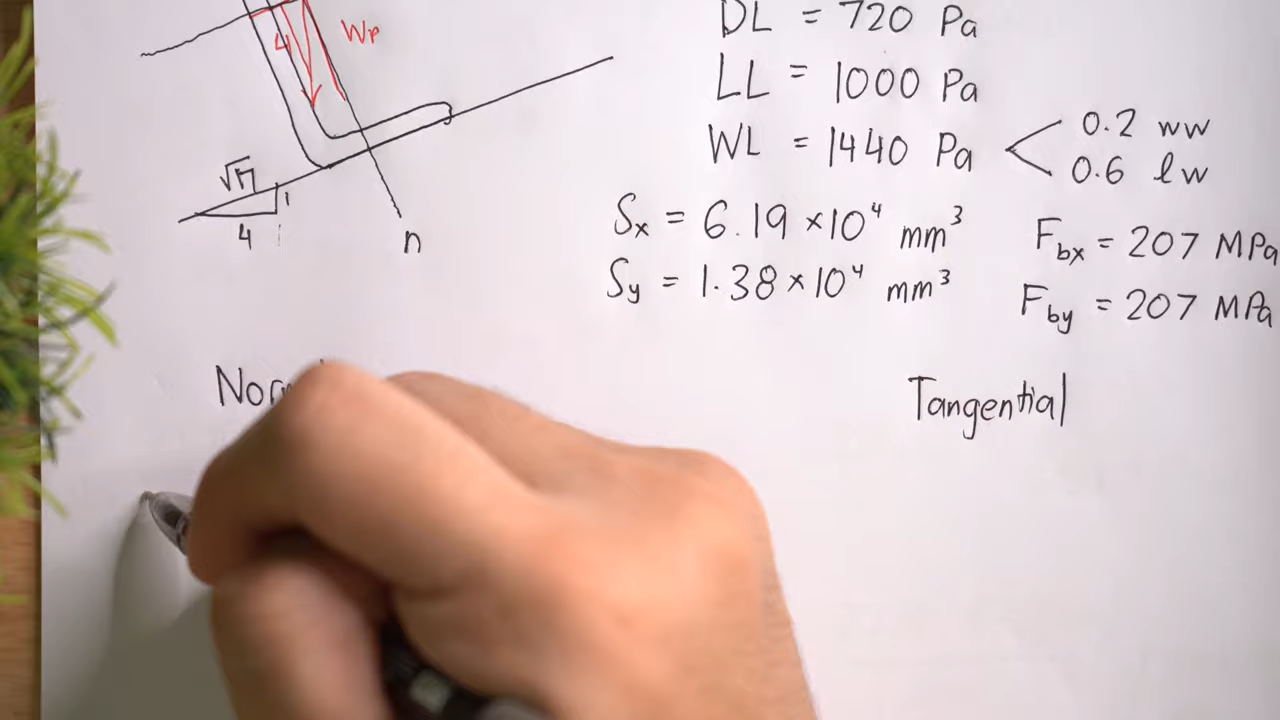 DL = 720 Pa
4 Wp
LL = 1000 Pa
WL = 1440 Pa < 0.2 ww
0.6 lw
√17
1
4
n
Sx = 6.19 ×10⁴ mm³
Fbx = 207 MPa
Sy = 1.38 ×10⁴ mm³
Fby = 207 MPa
Tangential